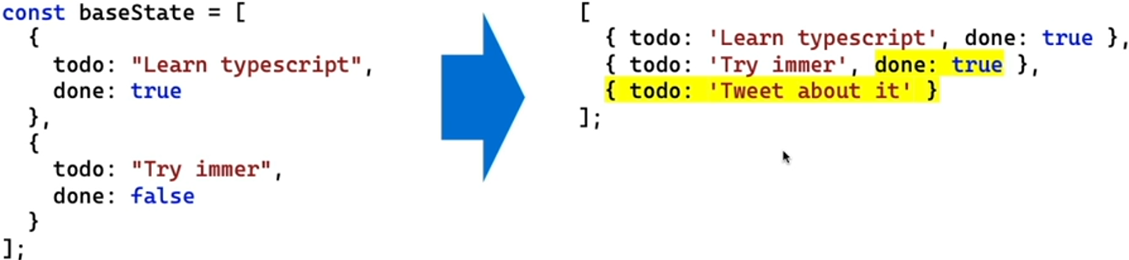 const baseState = [
  {
    todo: "Learn typescript",
    done: true
  },
  {
    todo: "Try immer",
    done: false
  }
];
[
  { todo: 'Learn typescript', done: true },
  { todo: 'Try immer', done: true },
  { todo: 'Tweet about it' }
];